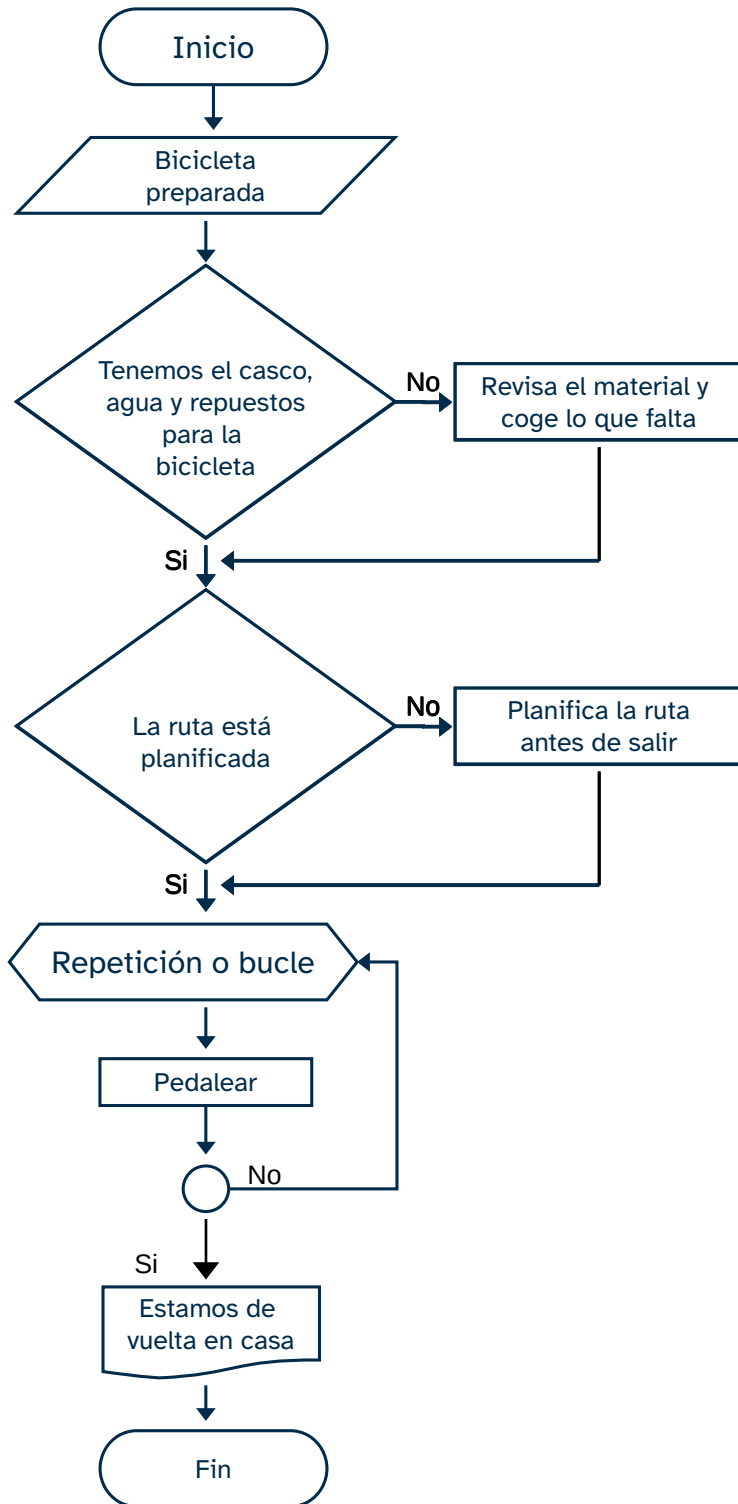 Inicio
Bicicleta
preparada
Tenemos el casco,
agua y repuestos
para la
bicicleta
No
Revisa el material y
coge lo que falta
Si
La ruta está
planificada
No
Planifica la ruta
antes de salir
Si
Repetición o bucle
Pedalear
No
Si
Estamos de
vuelta en casa
Fin